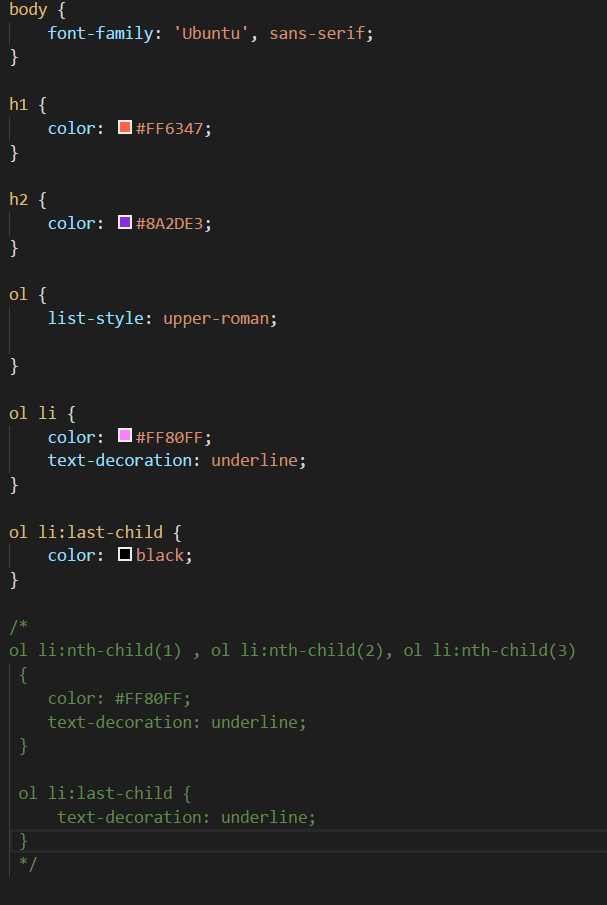 body {
    font-family: 'Ubuntu', sans-serif;
}
h1 {
    color: #FF6347;
}
h2 {
    color: #8A2DE3;
}
ol {
    list-style: upper-roman;
}
ol li {
    color: #FF80FF;
    text-decoration: underline;
}
ol li:last-child {
    color: black;
}
/*
ol li:nth-child(1) , ol li:nth-child(2), ol li:nth-child(3)
 {
    color: #FF80FF;
    text-decoration: underline;
 }
 ol li:last-child {
     text-decoration: underline;
 }
 */